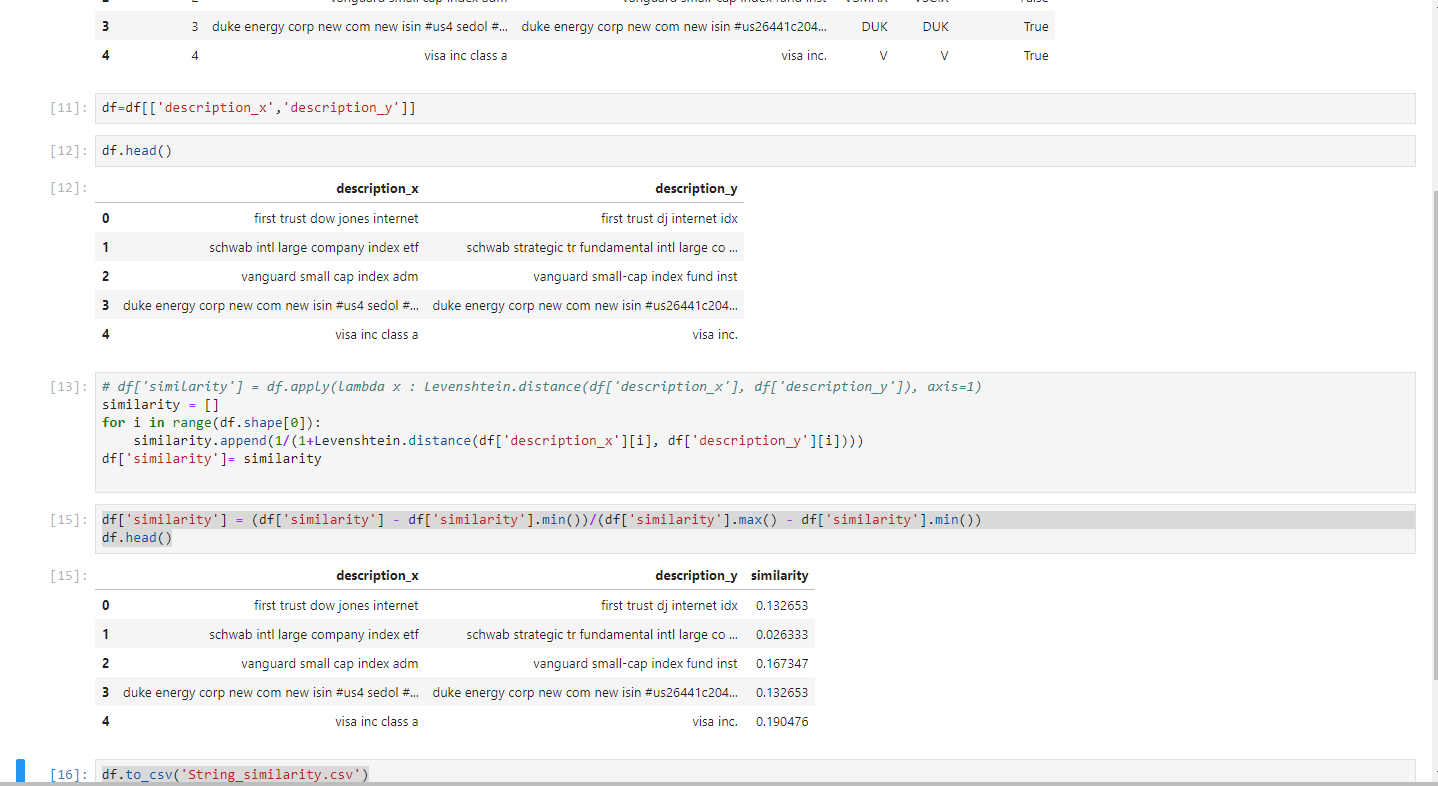 3 3 duke energy corp new com new isin #us4 sedol #... duke energy corp new com new isin #us26441c204... DUK DUK True
4 4 visa inc class a visa inc. V V True
[11]: df=df[['description_x','description_y']]
[12]: df.head()
[12]: description_x description_y
0 first trust dow jones internet first trust dj internet idx
1 schwab intl large company index etf schwab strategic tr fundamental intl large co ...
2 vanguard small cap index adm vanguard small-cap index fund inst
3 duke energy corp new com new isin #us4 sedol #... duke energy corp new com new isin #us26441c204...
4 visa inc class a visa inc.
[13]: # df['similarity'] = df.apply(lambda x : Levenshtein.distance(df['description_x'], df['description_y']), axis=1)
similarity = []
for i in range(df.shape[0]):
similarity.append(1/(1+Levenshtein.distance(df['description_x'][i], df['description_y'][i])))
df['similarity']= similarity
[15]: df['similarity'] = (df['similarity'] - df['similarity'].min())/(df['similarity'].max() - df['similarity'].min())
df.head()
[15]: description_x description_y similarity
0 first trust dow jones internet first trust dj internet idx 0.132653
1 schwab intl large company index etf schwab strategic tr fundamental intl large co ... 0.026333
2 vanguard small cap index adm vanguard small-cap index fund inst 0.167347
3 duke energy corp new com new isin #us4 sedol #... duke energy corp new com new isin #us26441c204... 0.132653
4 visa inc class a visa inc. 0.190476
[16]: df.to_csv('String_similarity.csv')